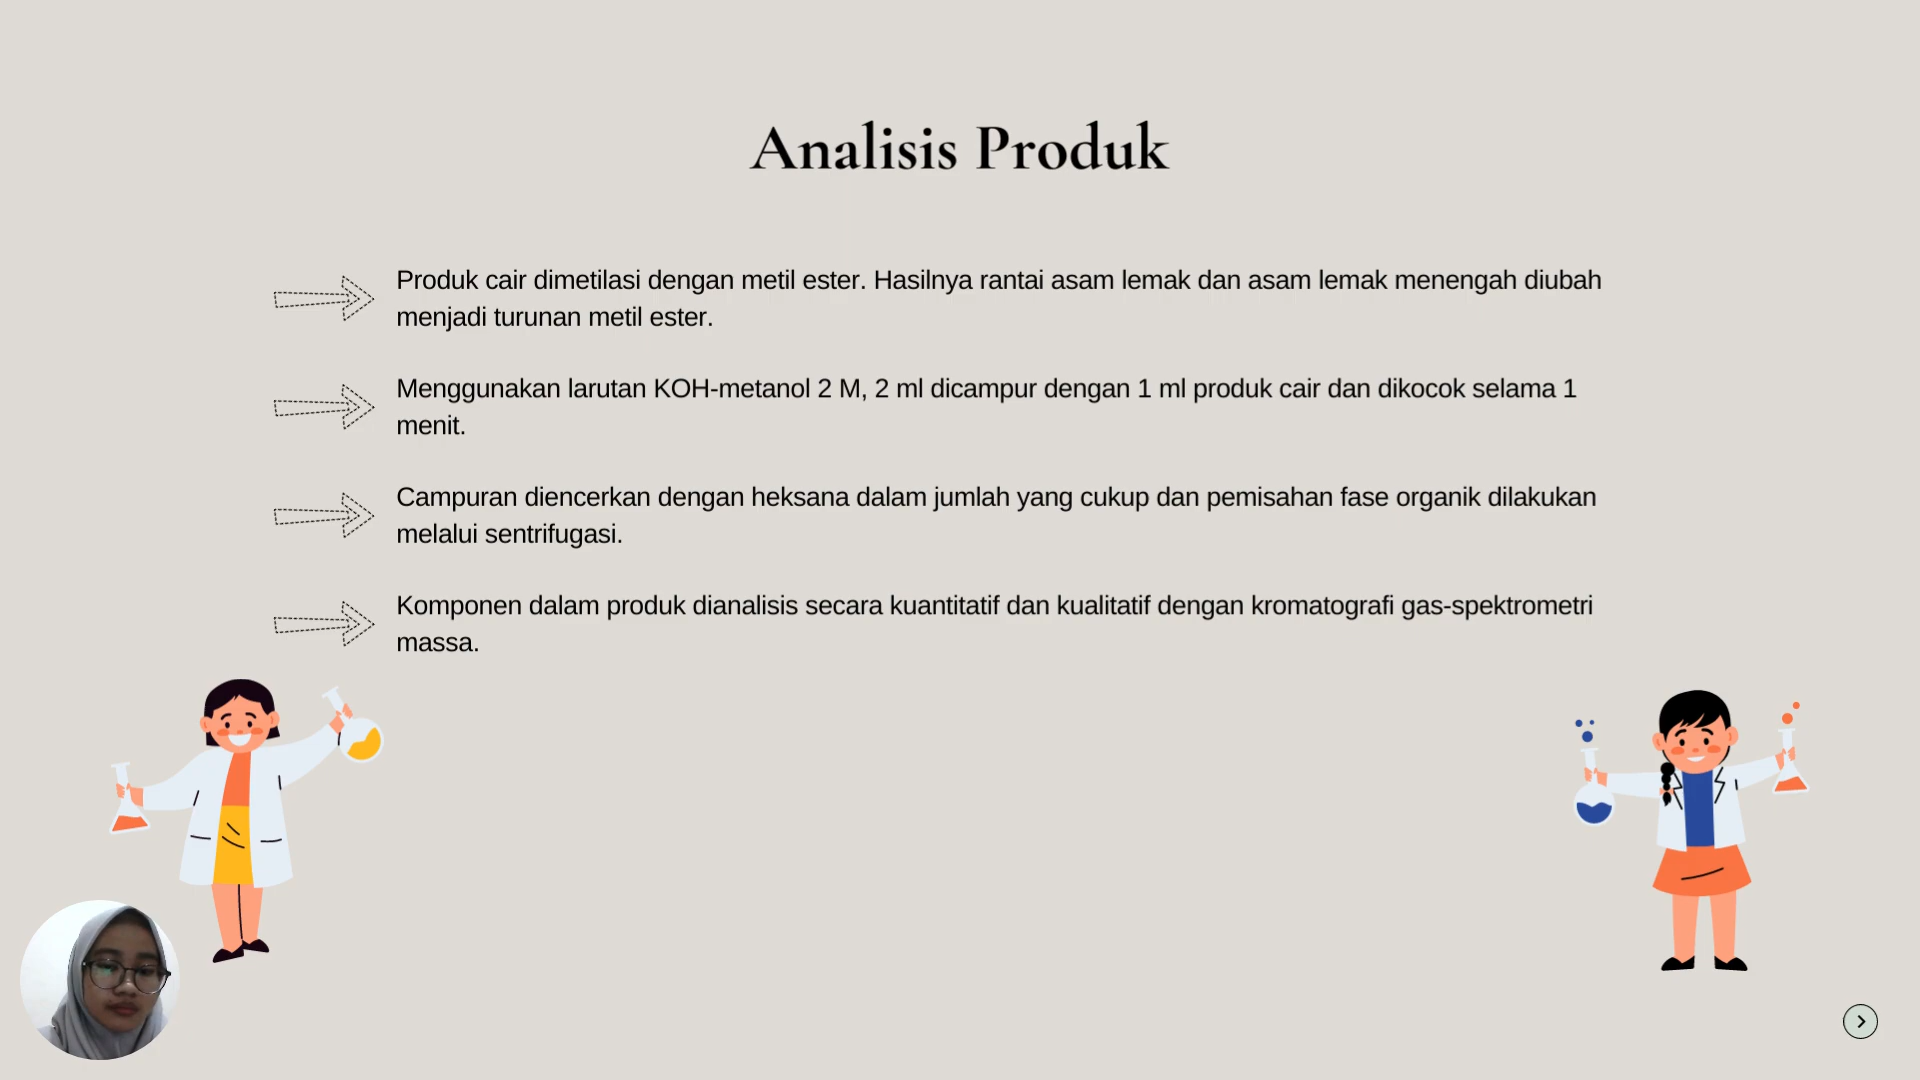 Analisis Produk
Produk cair dimetilasi dengan metil ester. Hasilnya rantai asam lemak dan asam lemak menengah diubah
menjadi turunan metil ester.
Menggunakan larutan KOH-metanol 2 M, 2 ml dicampur dengan 1 ml produk cair dan dikocok selama 1
menit.
Campuran diencerkan dengan heksana dalam jumlah yang cukup dan pemisahan fase organik dilakukan
melalui sentrifugasi.
Komponen dalam produk dianalisis secara kuantitatif dan kualitatif dengan kromatografi gas-spektrometri
massa.